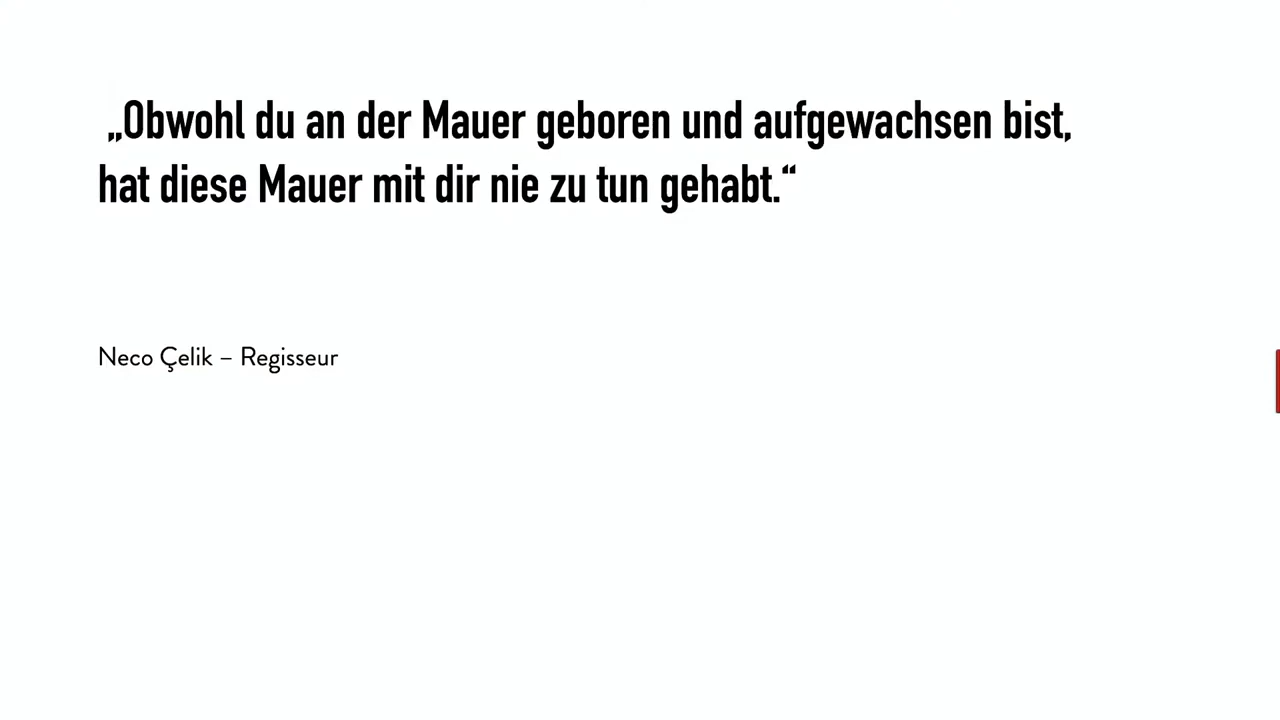 „Obwohl du an der Mauer geboren und aufgewachsen bist,
hat diese Mauer mit dir nie zu tun gehabt.“
Neco Çelik – Regisseur